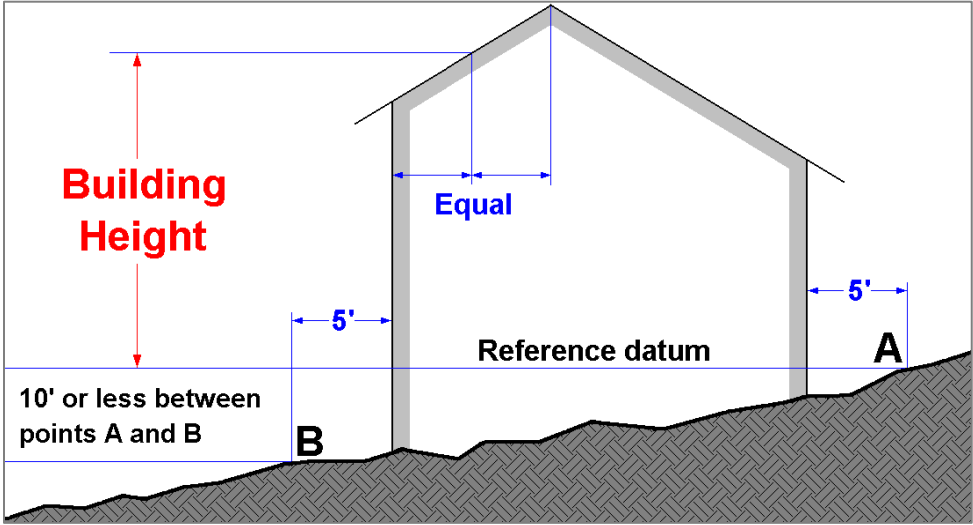 Building
Height
Equal
5'
5'
Reference datum
A
10' or less between
points A and B
B